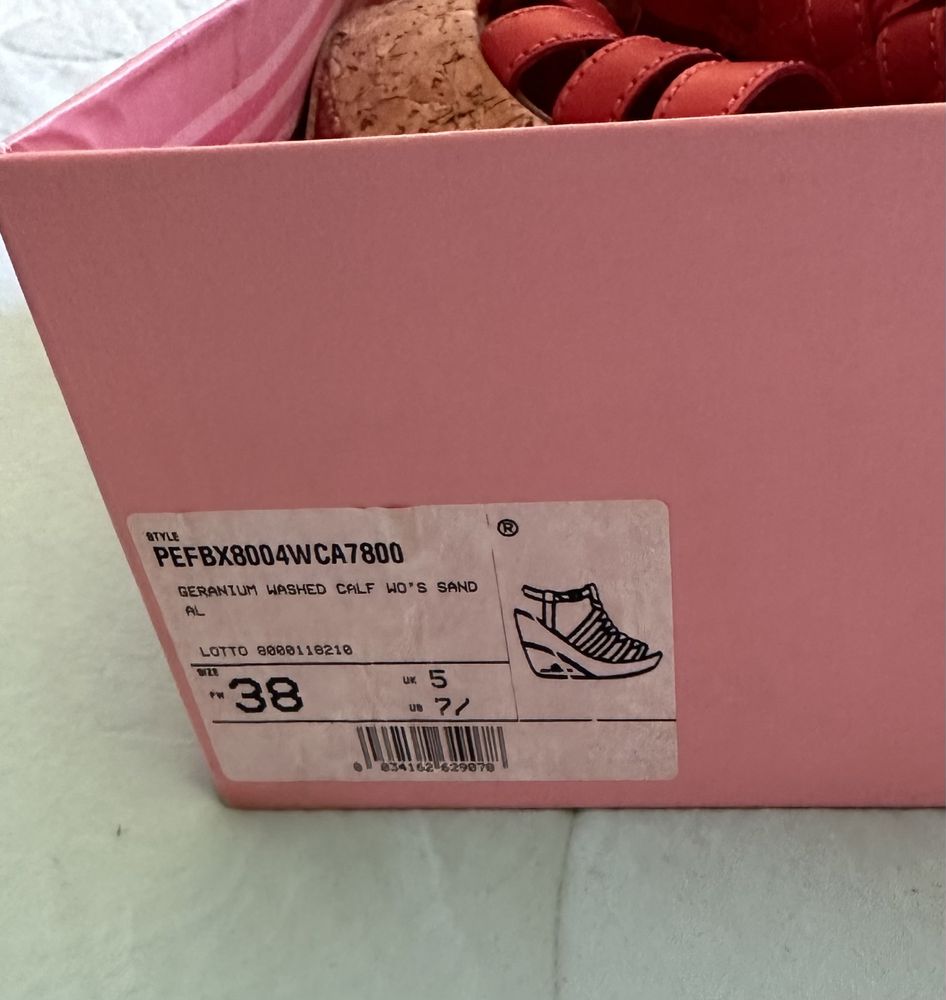 STYLE
PEFBX8004WCA7800
®
GERANIUM WASHED CALF WO'S SAND
AL
LOTTO 8000118210
SIZE
FW 38
UK 5
US 7/
0 034162 629078